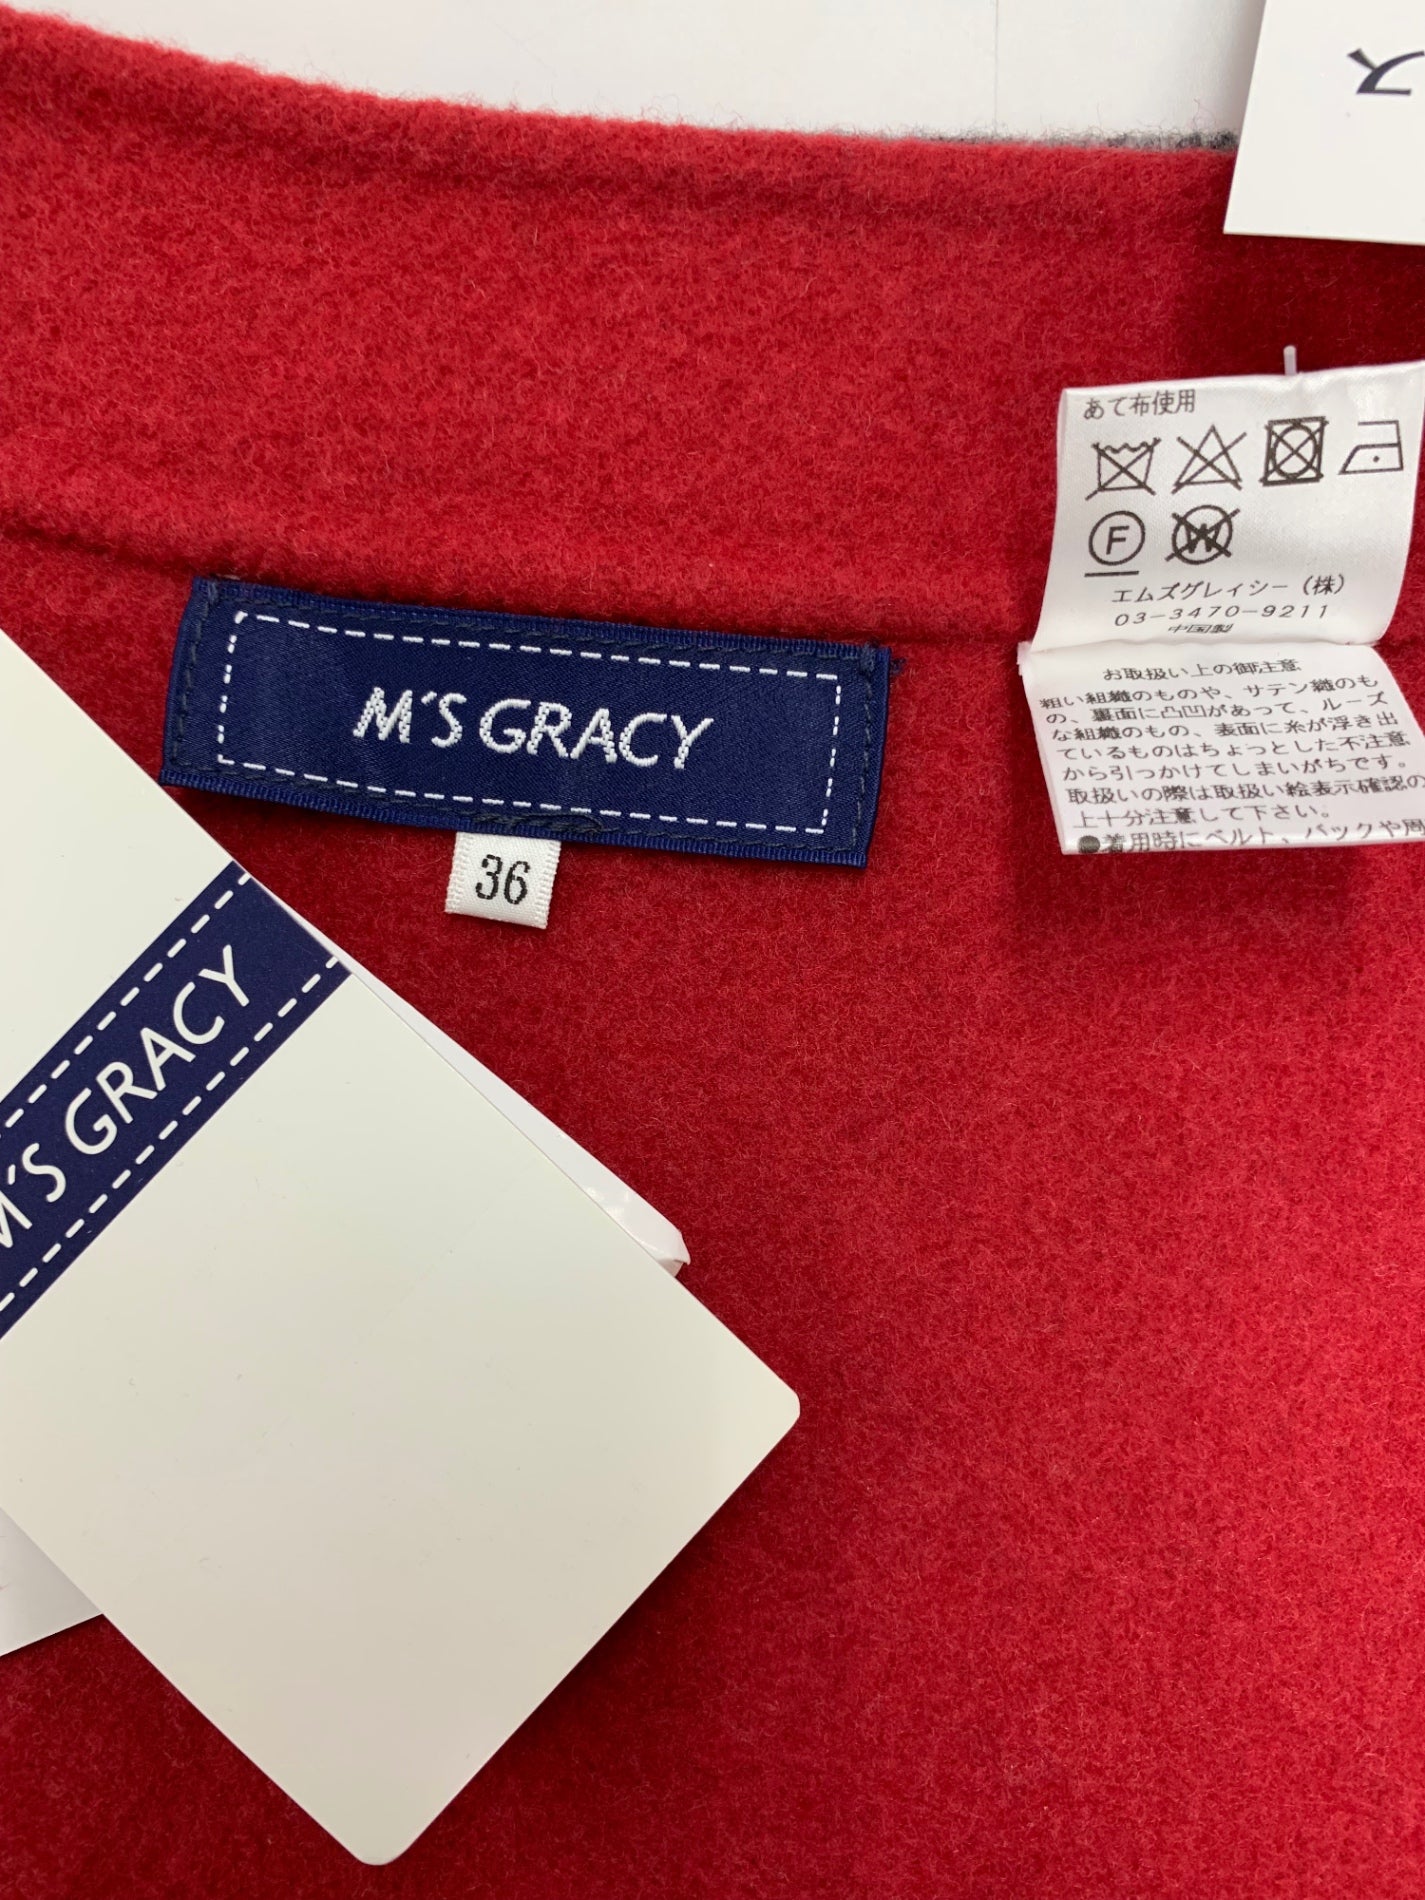 ス
あて布使用
F
W
エムズグレイシー（株）
03-3470-9211
中国製
お取扱い上の御注意
粗い組織のものや、サテン織のも
の、裏面に凸凹があって、ルーズ
な組織のもの、表面に糸が浮き出
ているものはちょっとした不注意
から引っかけてしまいがちです。
取扱いの際は取扱い絵表示確認の
上十分注意して下さい。
●着用時にベルト、バックや周
M'S GRACY
36
M'S GRACY